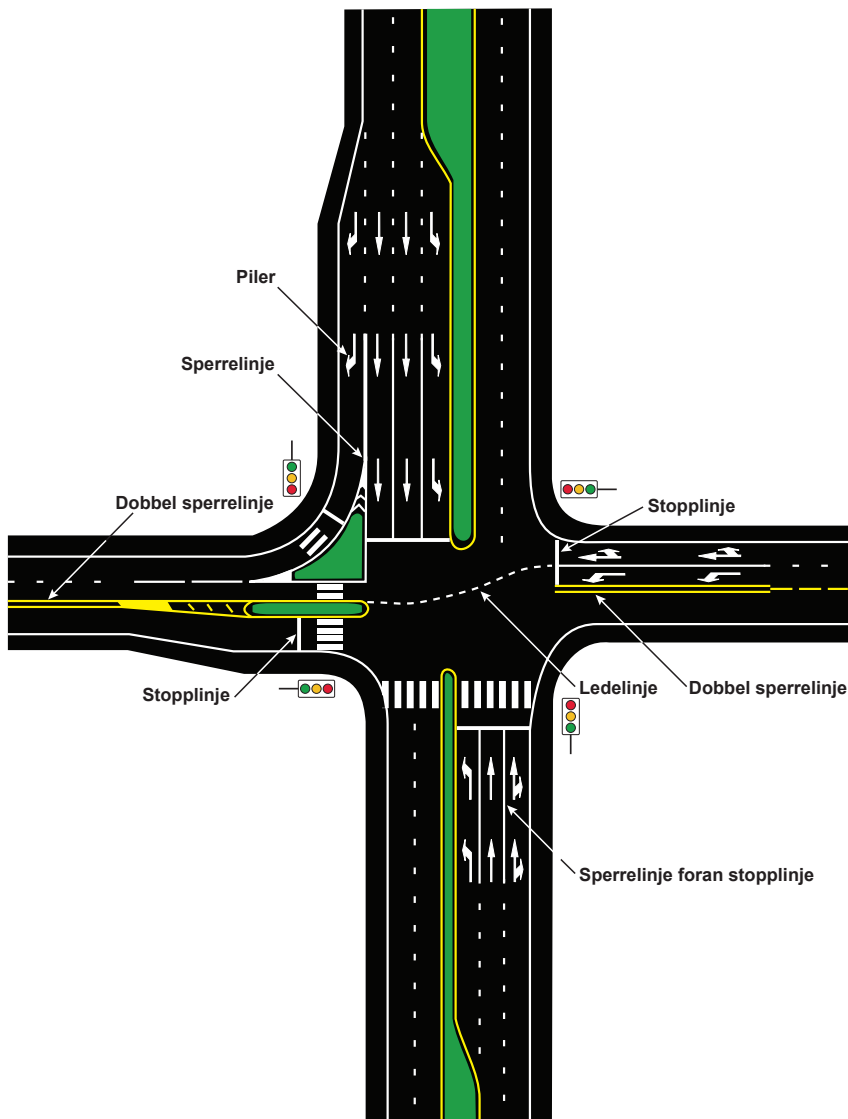 Piler
Sperrelinje
Dobbel sperrelinje
Stopplinje
Stopplinje
Ledelinje
Dobbel sperrelinje
Sperrelinje foran stopplinje